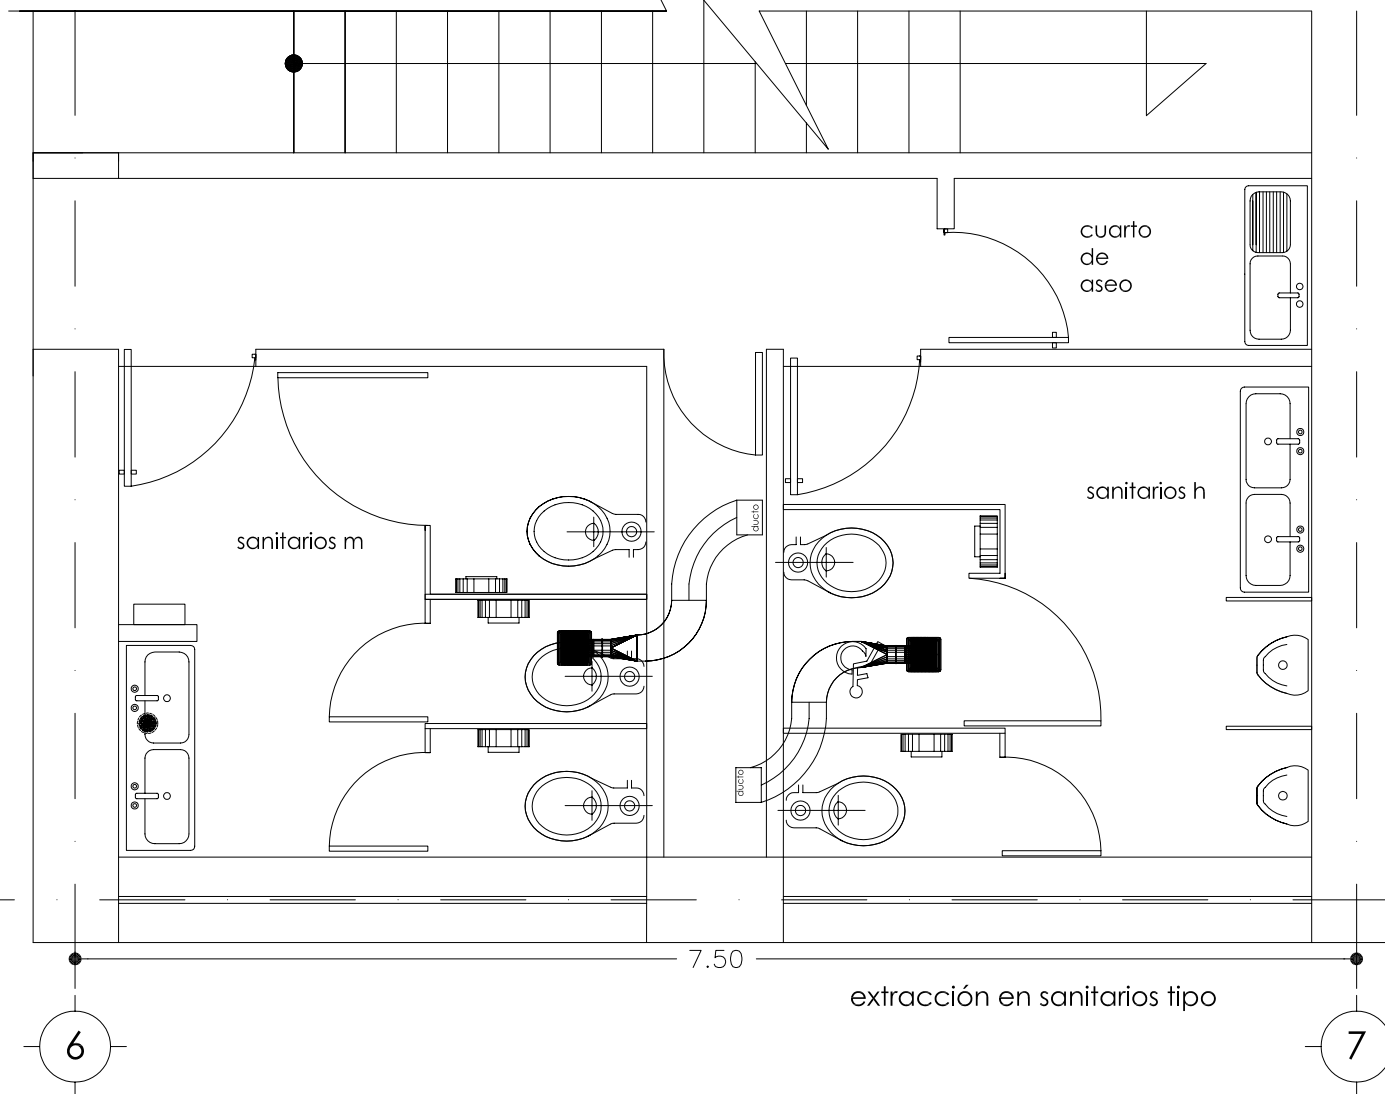 cuarto
de
aseo
sanitarios h
sanitarios m
ducto
ducto
7.50
extracción en sanitarios tipo
6
7